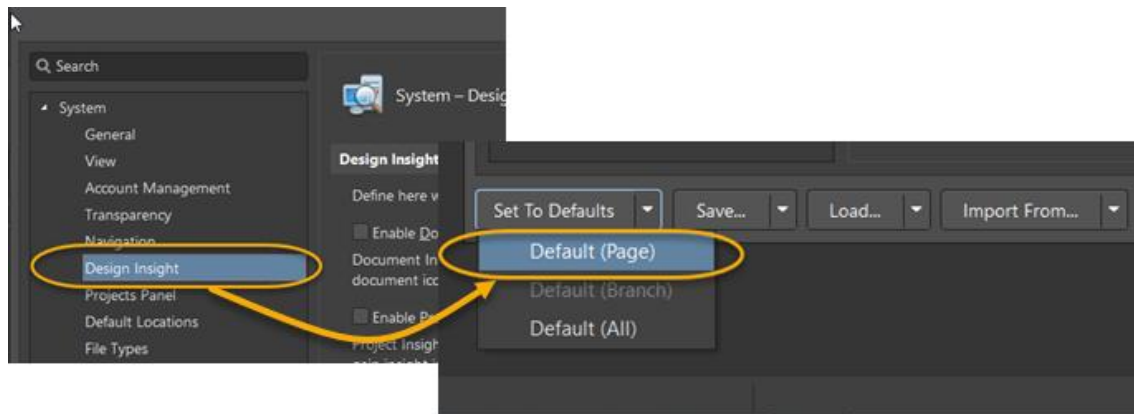 Search
System
General
View
Account Management
Transparency
Navigation
Design Insight
Projects Panel
Default Locations
File Types
System – Desig
Design Insight
Define here w
Enable Do
Document In
document ico
Enable Pr
Project Insigh
Set To Defaults
Save...
Load...
Import From...
Default (Page)
Default (Branch)
Default (All)